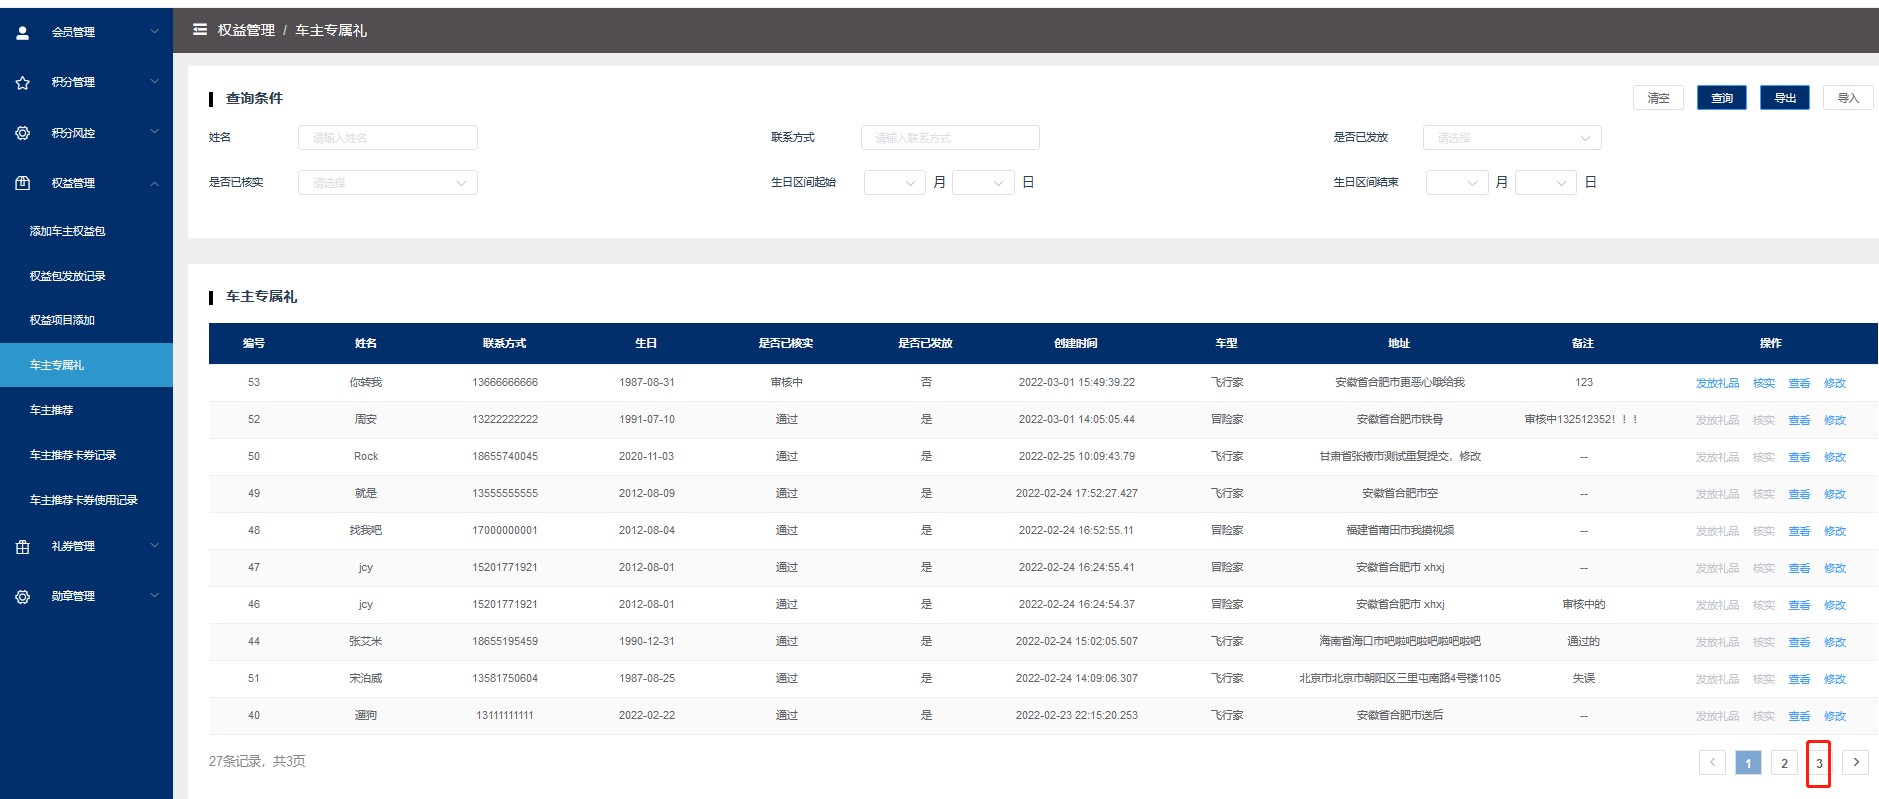 会员管理
积分管理
积分风控
权益管理
添加车主权益包
权益包发放记录
权益项目添加
车主专属礼
车主推荐
车主推荐卡券记录
车主推荐卡券使用记录
礼券管理
勋章管理
权益管理 / 车主专属礼
查询条件
清空 查询 导出 导入
姓名 请输入姓名 联系方式 请输入联系方式 是否已发放 请选择
是否已核实 请选择 生日区间起始 月 日 生日区间结束 月 日
车主专属礼
编号 姓名 联系方式 生日 是否已核实 是否已发放 创建时间 车型 地址 备注 操作
53 你转我 13666666666 1987-08-31 审核中 否 2022-03-01 15:49:39.22 飞行家 安徽省合肥市更恶心哦给我 123 发放礼品 核实 查看 修改
52 周安 13222222222 1991-07-10 通过 是 2022-03-01 14:05:05.44 冒险家 安徽省合肥市铁骨 审核中132512352！！！ 发放礼品 核实 查看 修改
50 Rock 18655740045 2020-11-03 通过 是 2022-02-25 10:09:43.79 飞行家 甘肃省张掖市测试重复提交，修改 -- 发放礼品 核实 查看 修改
49 就是 13555555555 2012-08-09 通过 是 2022-02-24 17:52:27.427 飞行家 安徽省合肥市空 -- 发放礼品 核实 查看 修改
48 找我吧 17000000001 2012-08-04 通过 是 2022-02-24 16:52:55.11 冒险家 福建省莆田市我摸视频 -- 发放礼品 核实 查看 修改
47 jcy 15201771921 2012-08-01 通过 是 2022-02-24 16:24:55.41 冒险家 安徽省合肥市 xhxj -- 发放礼品 核实 查看 修改
46 jcy 15201771921 2012-08-01 通过 是 2022-02-24 16:24:54.37 冒险家 安徽省合肥市 xhxj 审核中的 发放礼品 核实 查看 修改
44 张艾米 18655195459 1990-12-31 通过 是 2022-02-24 15:02:05.507 飞行家 海南省海口市吧啦吧啦吧啦吧啦吧 通过的 发放礼品 核实 查看 修改
51 宋泊威 13581750604 1987-08-25 通过 是 2022-02-24 14:09:06.307 飞行家 北京市北京市朝阳区三里屯南路4号楼1105 失误 发放礼品 核实 查看 修改
40 遛狗 13111111111 2022-02-22 通过 是 2022-02-23 22:15:20.253 飞行家 安徽省合肥市送后 -- 发放礼品 核实 查看 修改
27条记录，共3页 < 1 2 3 >